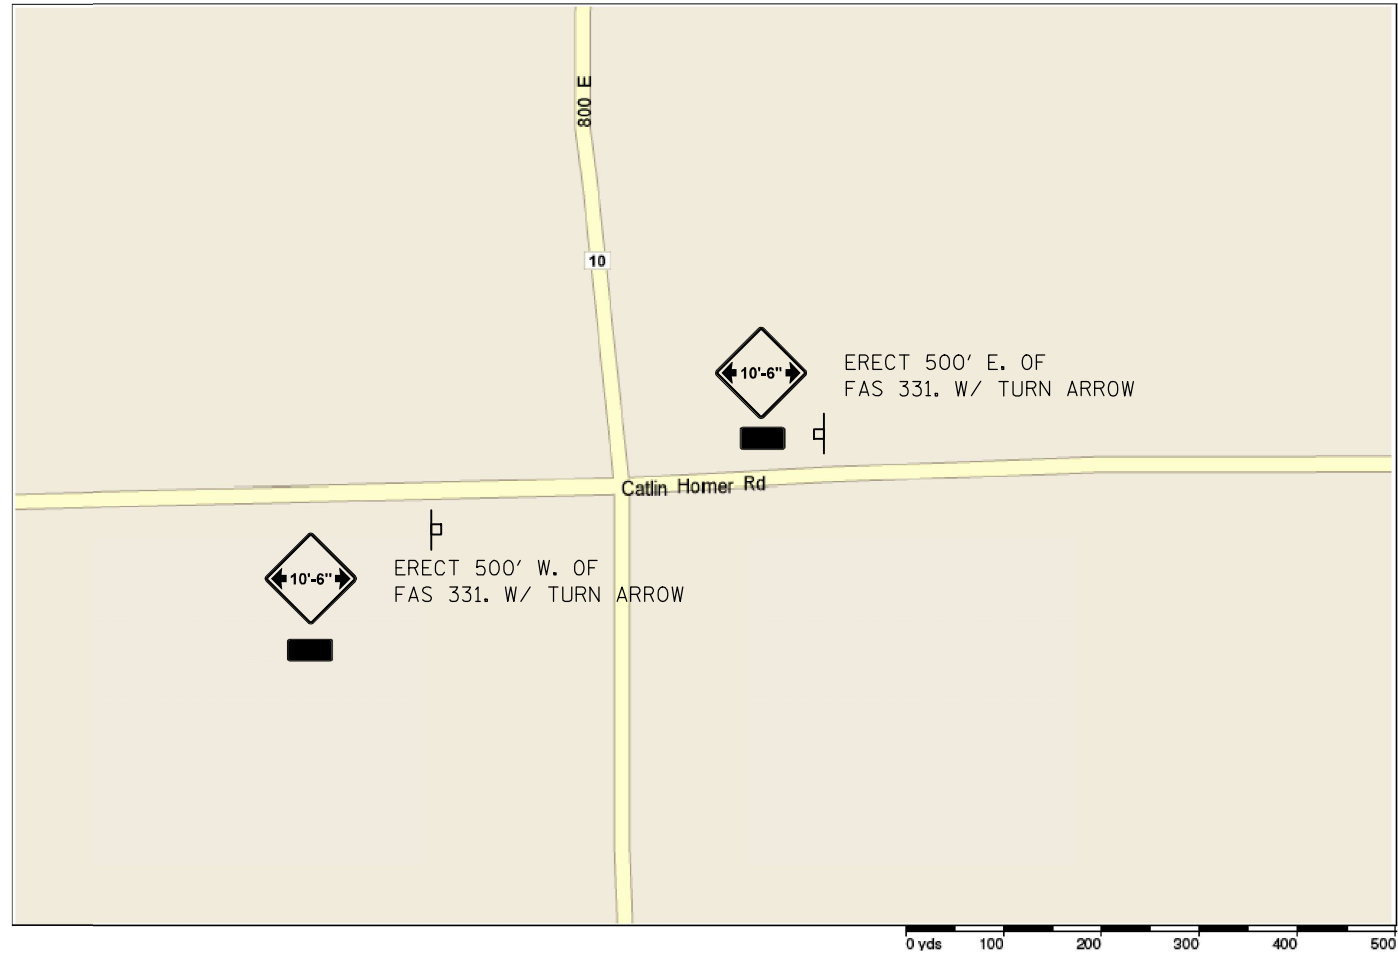 800 E
10
10'-6"
ERECT 500' E. OF
FAS 331. W/ TURN ARROW
Catlin Homer Rd
10'-6"
ERECT 500' W. OF
FAS 331. W/ TURN ARROW
0 yds 100 200 300 400 500